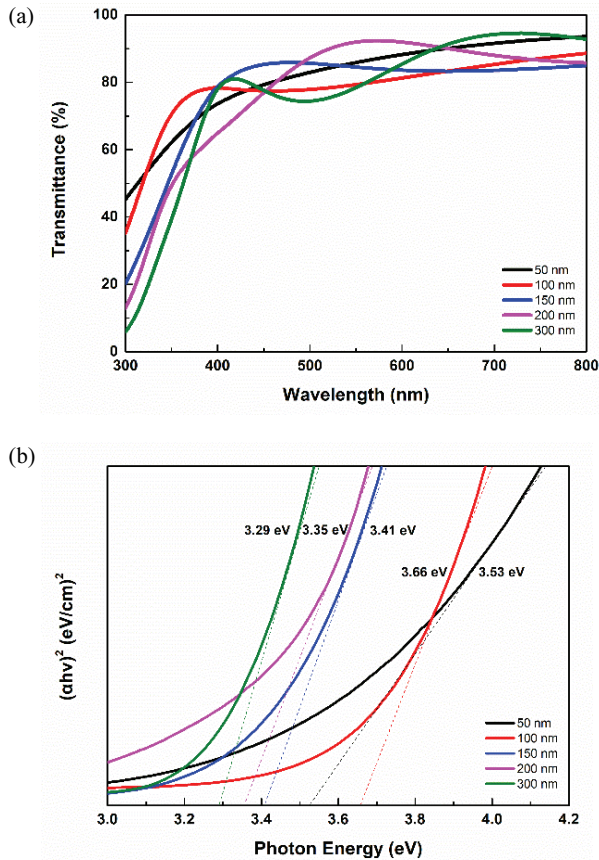 (a)
100
80
60
40
20
0
Transmittance (%)
50 nm
100 nm
150 nm
200 nm
300 nm
300 400 500 600 700 800
Wavelength (nm)
(b)
(αhν)² (eV/cm)²
3.29 eV 3.35 eV 3.41 eV
3.66 eV 3.53 eV
50 nm
100 nm
150 nm
200 nm
300 nm
3.0 3.2 3.4 3.6 3.8 4.0 4.2
Photon Energy (eV)